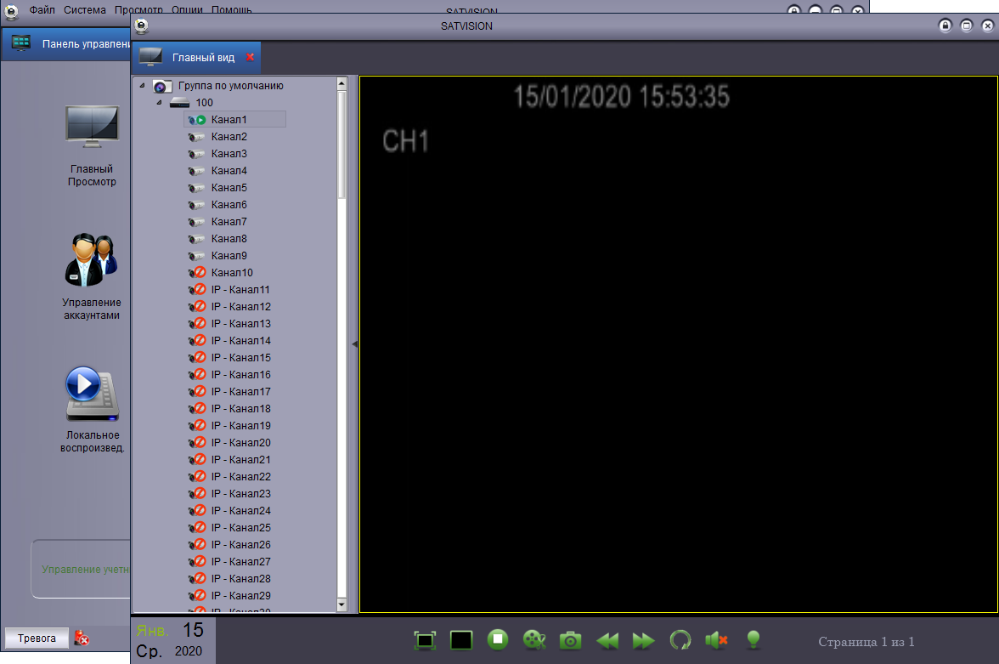 Файл Система Просмотр Опции Помощь
SATVISION
SATVISION
Панель управлени
Главный вид
Главный
Просмотр
Управление
аккаунтами
Локальное
воспроизвед.
Управление учетн
Тревога
Группа по умолчанию
100
Канал1
Канал2
Канал3
Канал4
Канал5
Канал6
Канал7
Канал8
Канал9
Канал10
IP - Канал11
IP - Канал12
IP - Канал13
IP - Канал14
IP - Канал15
IP - Канал16
IP - Канал17
IP - Канал18
IP - Канал19
IP - Канал20
IP - Канал21
IP - Канал22
IP - Канал23
IP - Канал24
IP - Канал25
IP - Канал26
IP - Канал27
IP - Канал28
IP - Канал29
IP - Канал30
15/01/2020 15:53:35
CH1
Янв. 15
Ср. 2020
Страница 1 из 1